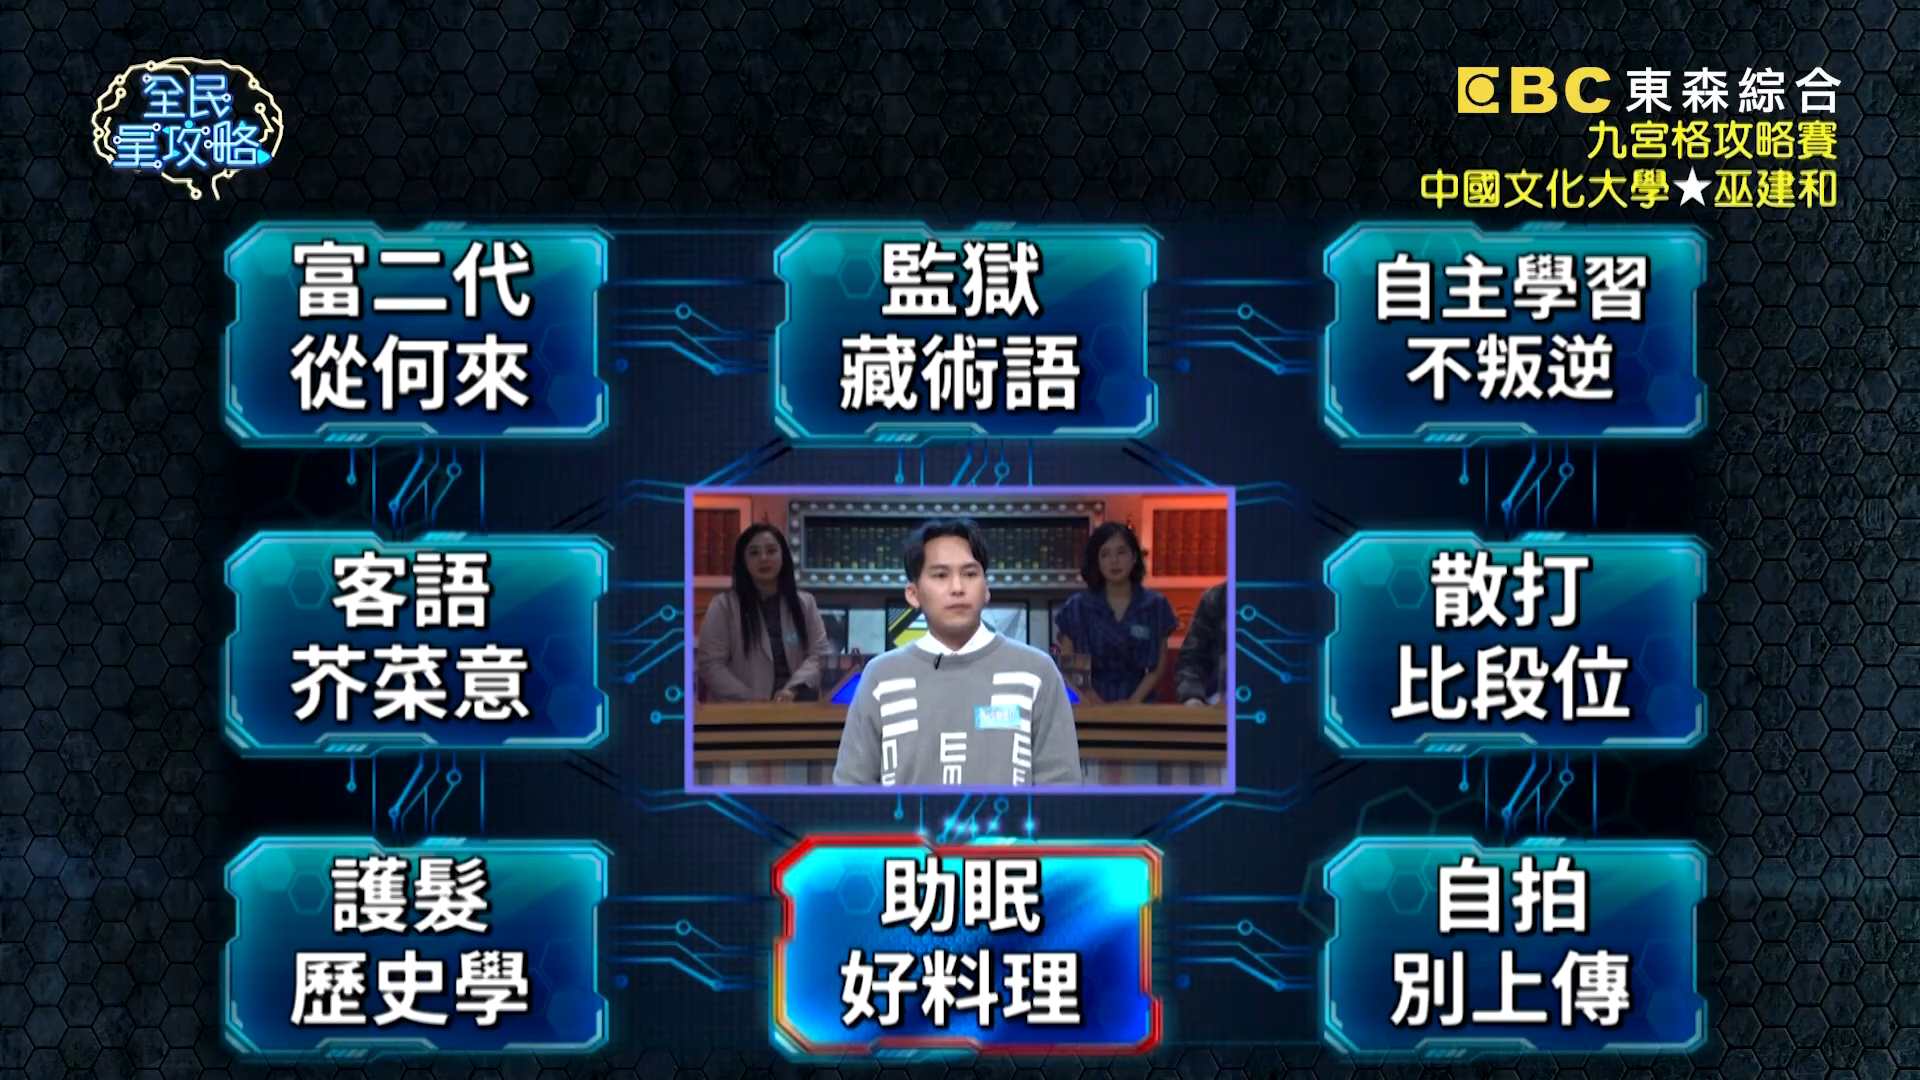 全民
星攻略
EBC 東森綜合
九宮格攻略賽
中國文化大學★巫建和
富二代
從何來
監獄
藏術語
自主學習
不叛逆
客語
芥菜意
散打
比段位
護髮
歷史學
助眠
好料理
自拍
別上傳